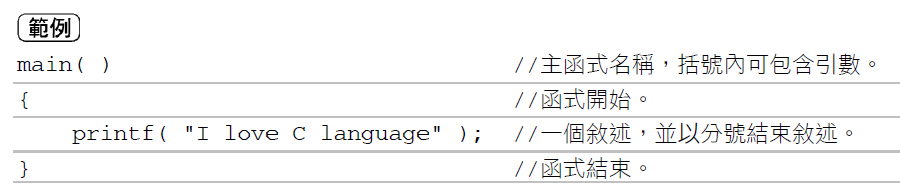 範例
main( ) //主函式名稱，括號內可包含引數。
{ //函式開始。
printf( "I love C language" ); //一個敘述，並以分號結束敘述。
} //函式結束。